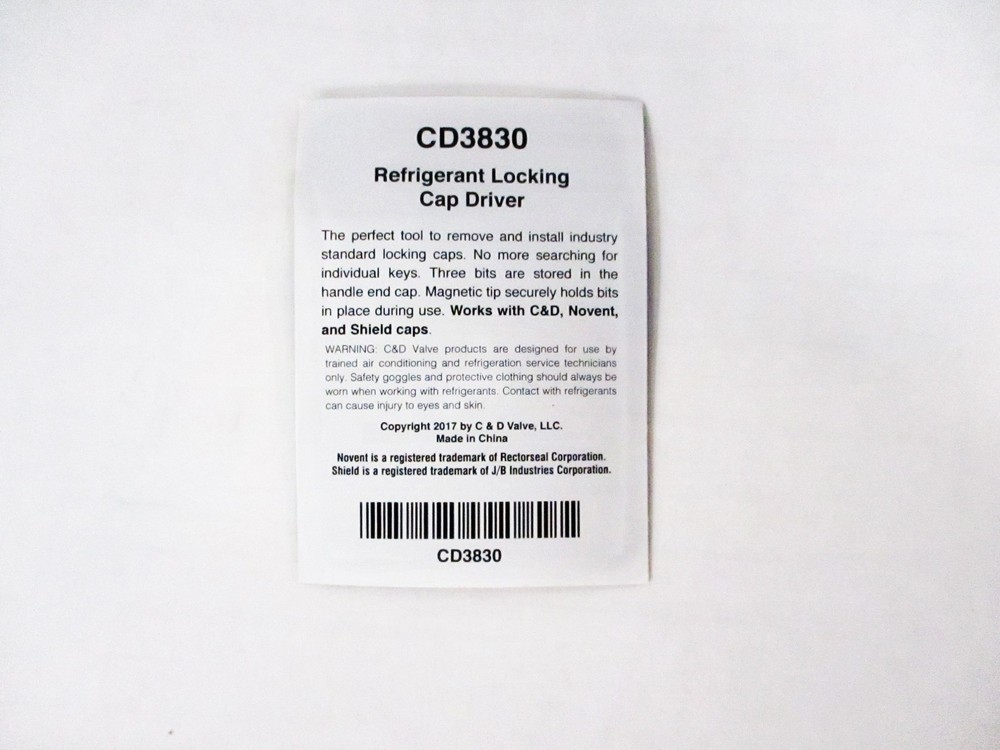 CD3830
Refrigerant Locking
Cap Driver
The perfect tool to remove and install industry
standard locking caps. No more searching for
individual keys. Three bits are stored in the
handle end cap. Magnetic tip securely holds bits
in place during use. Works with C&D, Novent,
and Shield caps.
WARNING: C&D Valve products are designed for use by
trained air conditioning and refrigeration service technicians
only. Safety goggles and protective clothing should always be
worn when working with refrigerants. Contact with refrigerants
can cause injury to eyes and skin.
Copyright 2017 by C & D Valve, LLC.
Made in China
Novent is a registered trademark of Rectorseal Corporation.
Shield is a registered trademark of J/B Industries Corporation.
CD3830